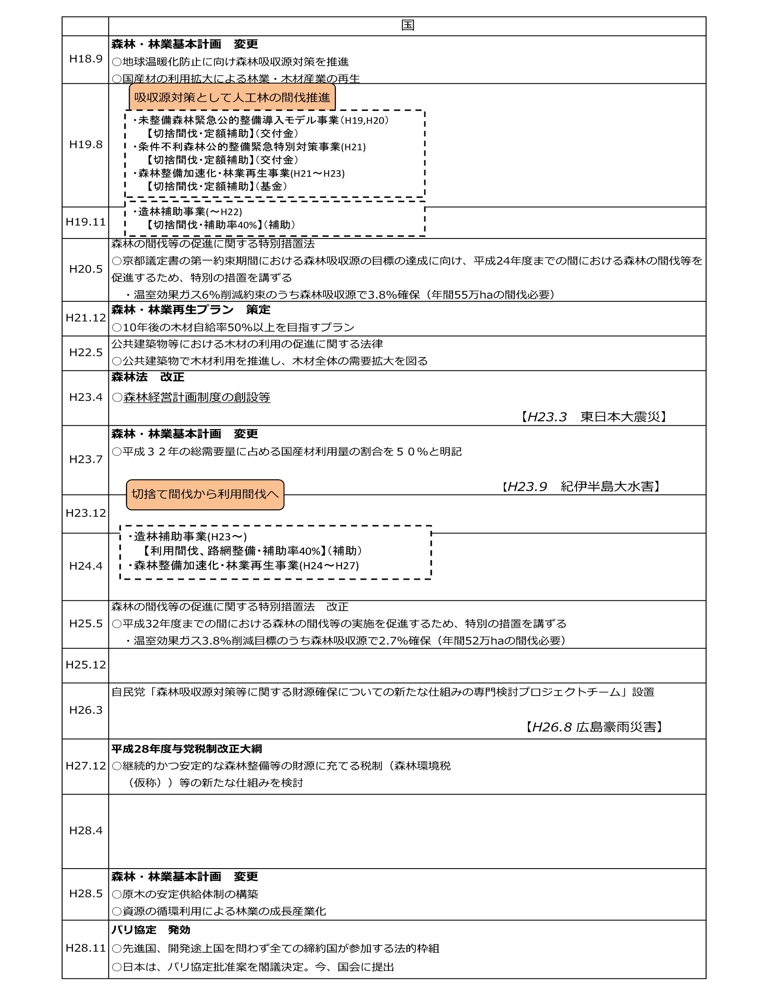 国
H18.9
森林・林業基本計画　変更
○地球温暖化防止に向け森林吸収源対策を推進
○国産材の利用拡大による林業・木材産業の再生
H19.8
吸収源対策として人工林の間伐推進
・未整備森林緊急公的整備導入モデル事業（H19,H20）
【切捨間伐・定額補助】（交付金）
・条件不利森林公的整備緊急特別対策事業(H21)
【切捨間伐・定額補助】（交付金）
・森林整備加速化・林業再生事業(H21～H23)
【切捨間伐・定額補助】（基金）
H19.11
・造林補助事業(～H22)
【切捨間伐・補助率40%】（補助）
H20.5
森林の間伐等の促進に関する特別措置法
○京都議定書の第一約束期間における森林吸収源の目標の達成に向け、平成24年度までの間における森林の間伐等を
促進するため、特別の措置を講ずる
・温室効果ガス6%削減約束のうち森林吸収源で3.8%確保（年間55万haの間伐必要）
H21.12
森林・林業再生プラン　策定
○10年後の木材自給率50%以上を目指すプラン
H22.5
公共建築物等における木材の利用の促進に関する法律
○公共建築物で木材利用を推進し、木材全体の需要拡大を図る
H23.4
森林法　改正
○森林経営計画制度の創設等
【H23.3　東日本大震災】
H23.7
森林・林業基本計画　変更
○平成３２年の総需要量に占める国産材利用量の割合を５０％と明記
【H23.9　紀伊半島大水害】
切捨て間伐から利用間伐へ
H23.12
H24.4
・造林補助事業(H23～)
【利用間伐、路網整備・補助率40%】（補助）
・森林整備加速化・林業再生事業(H24～H27)
H25.5
森林の間伐等の促進に関する特別措置法　改正
○平成32年度までの間における森林の間伐等の実施を促進するため、特別の措置を講ずる
・温室効果ガス3.8%削減目標のうち森林吸収源で2.7%確保（年間52万haの間伐必要）
H25.12
H26.3
自民党「森林吸収源対策等に関する財源確保についての新たな仕組みの専門検討プロジェクトチーム」設置
【H26.8 広島豪雨災害】
H27.12
平成28年度与党税制改正大綱
○継続的かつ安定的な森林整備等の財源に充てる税制（森林環境税
（仮称））等の新たな仕組みを検討
H28.4
H28.5
森林・林業基本計画　変更
○原木の安定供給体制の構築
○資源の循環利用による林業の成長産業化
H28.11
パリ協定　発効
○先進国、開発途上国を問わず全ての締約国が参加する法的枠組
○日本は、パリ協定批准案を閣議決定。今、国会に提出